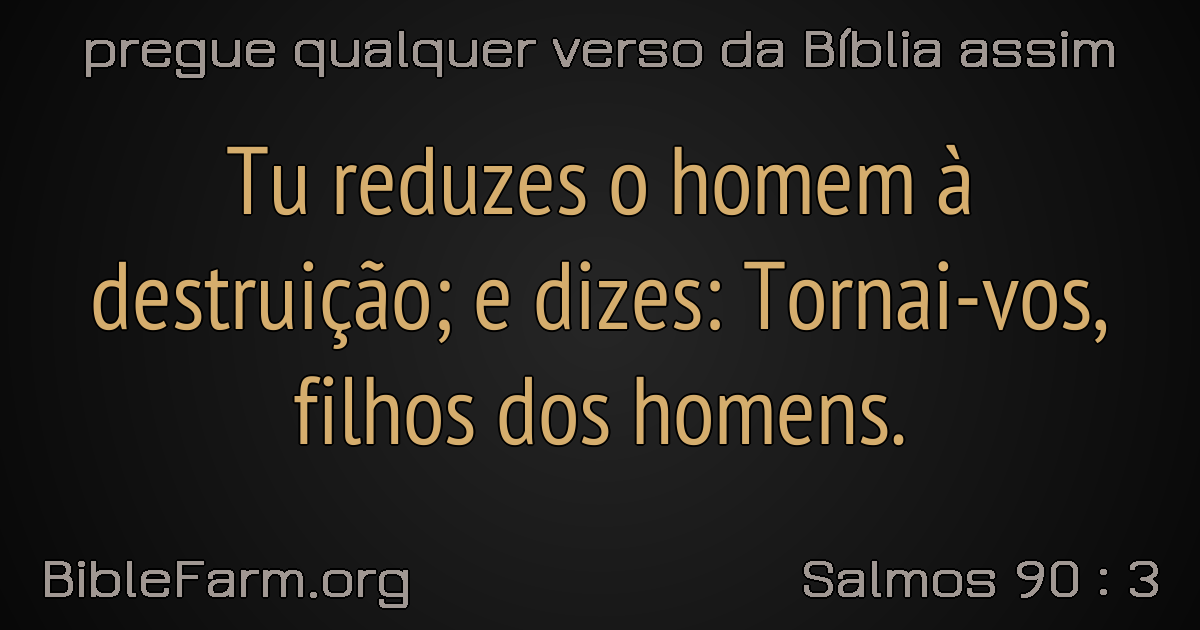 pregue qualquer verso da Bíblia assim
Tu reduzes o homem à
destruição; e dizes: Tornai-vos,
filhos dos homens.
BibleFarm.org
Salmos 90 : 3